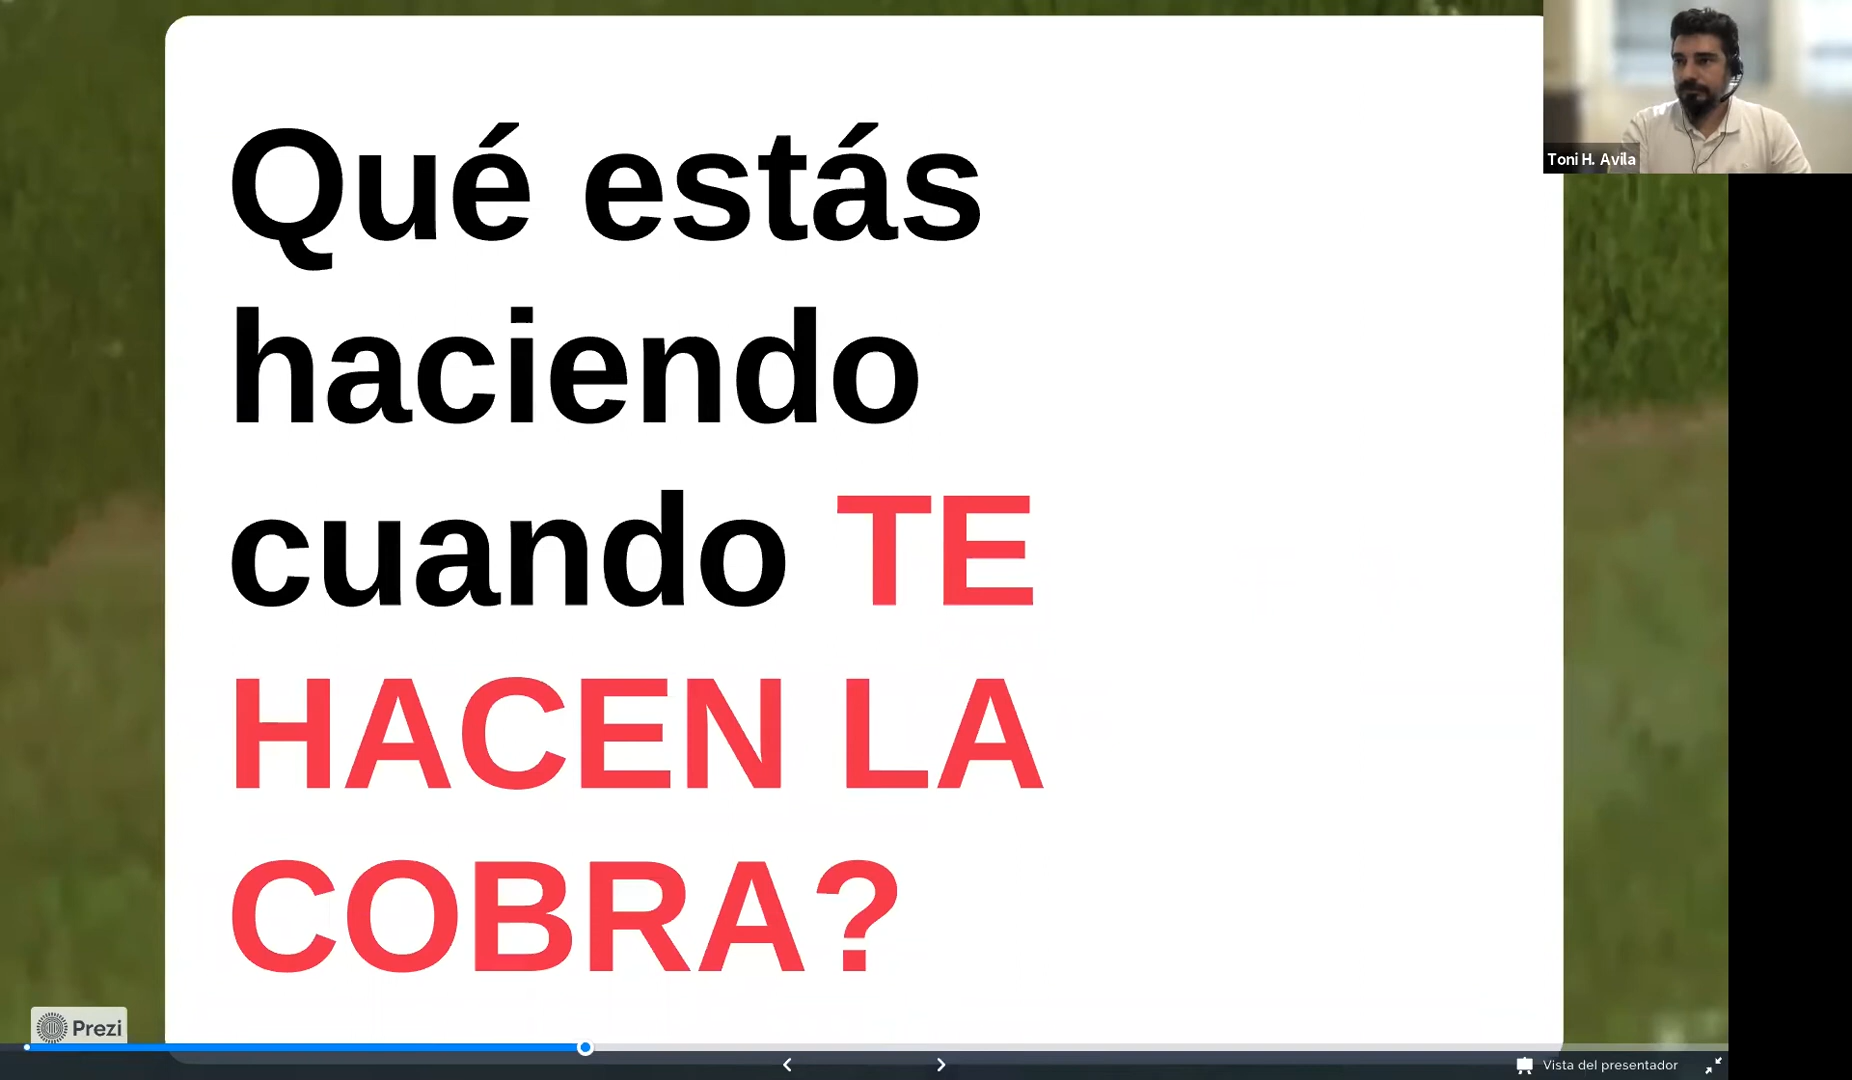 Qué estás
haciendo
cuando TE
HACEN LA
COBRA?
Toni H. Avila
Prezi
Vista del presentador